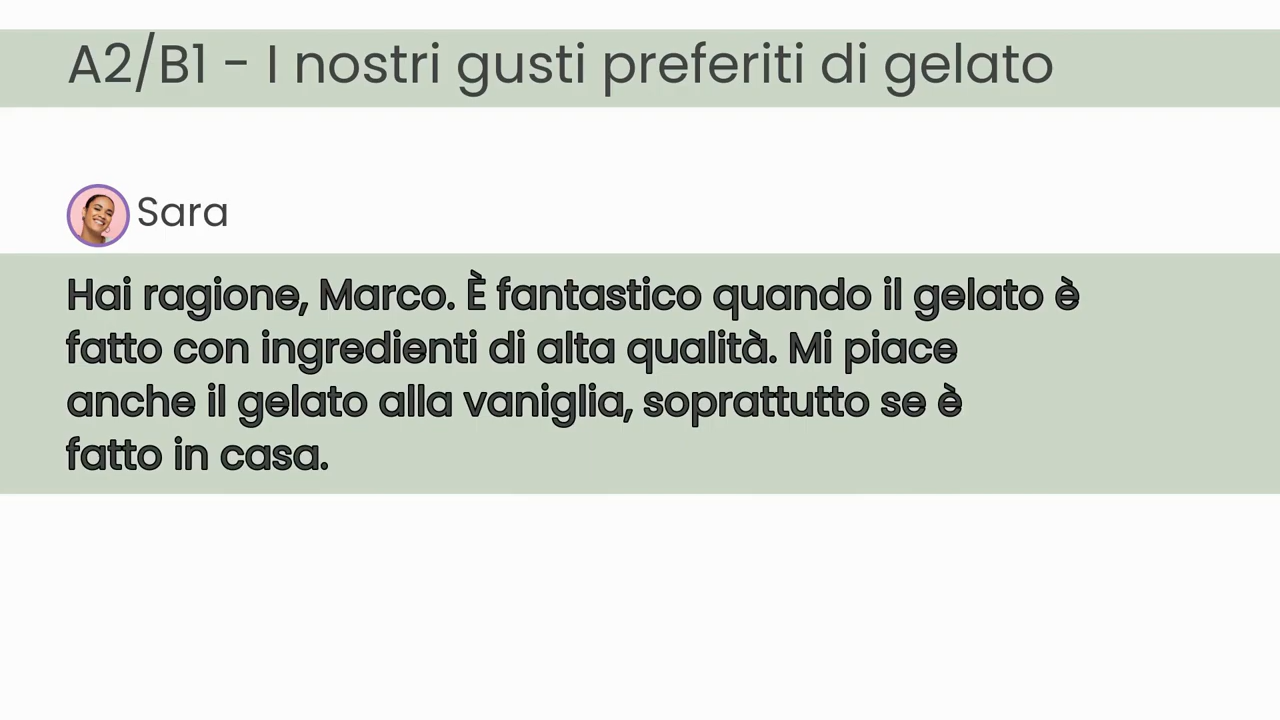 A2/B1 - I nostri gusti preferiti di gelato
Sara
Hai ragione, Marco. È fantastico quando il gelato è
fatto con ingredienti di alta qualità. Mi piace
anche il gelato alla vaniglia, soprattutto se è
fatto in casa.